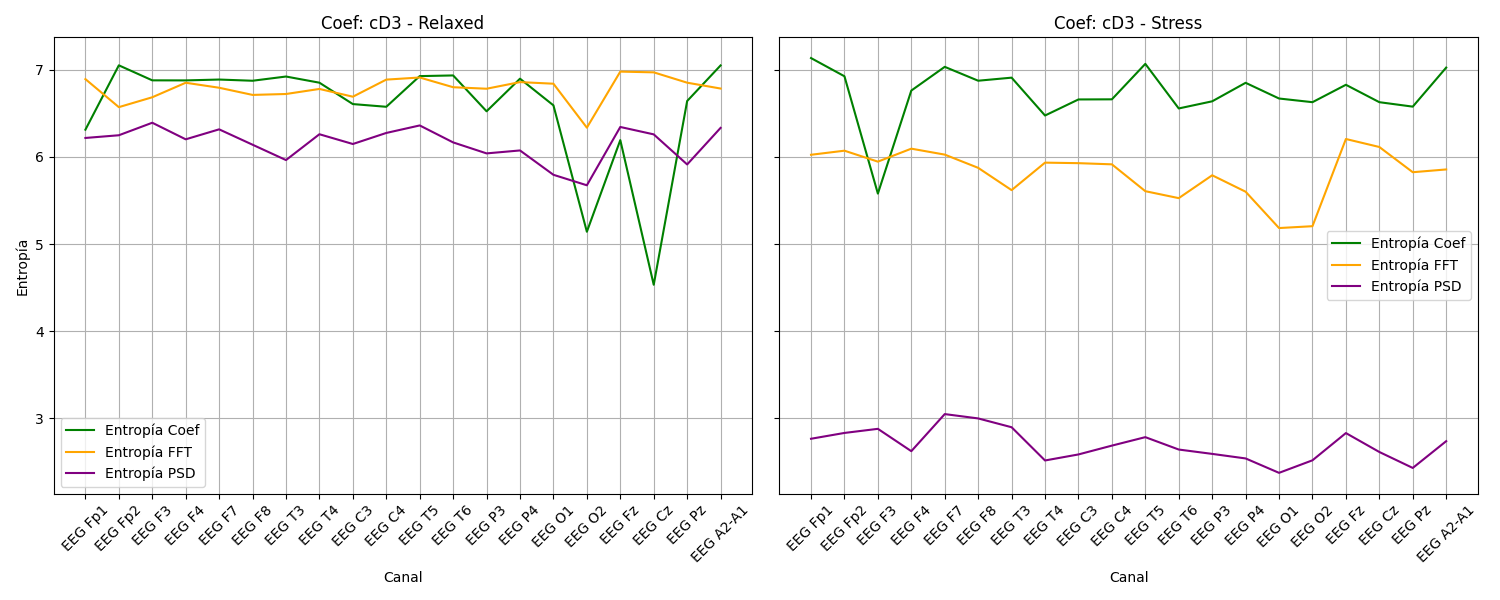 Coef: cD3 - Relaxed
Entropía
7
6
5
4
3
Entropía Coef
Entropía FFT
Entropía PSD
EEG Fp1
EEG Fp2
EEG F3
EEG F4
EEG F7
EEG F8
EEG T3
EEG T4
EEG C3
EEG C4
EEG T5
EEG T6
EEG P3
EEG P4
EEG O1
EEG O2
EEG Fz
EEG Cz
EEG Pz
EEG A2-A1
Canal
Coef: cD3 - Stress
Entropía Coef
Entropía FFT
Entropía PSD
EEG Fp1
EEG Fp2
EEG F3
EEG F4
EEG F7
EEG F8
EEG T3
EEG T4
EEG C3
EEG C4
EEG T5
EEG T6
EEG P3
EEG P4
EEG O1
EEG O2
EEG Fz
EEG Cz
EEG Pz
EEG A2-A1
Canal